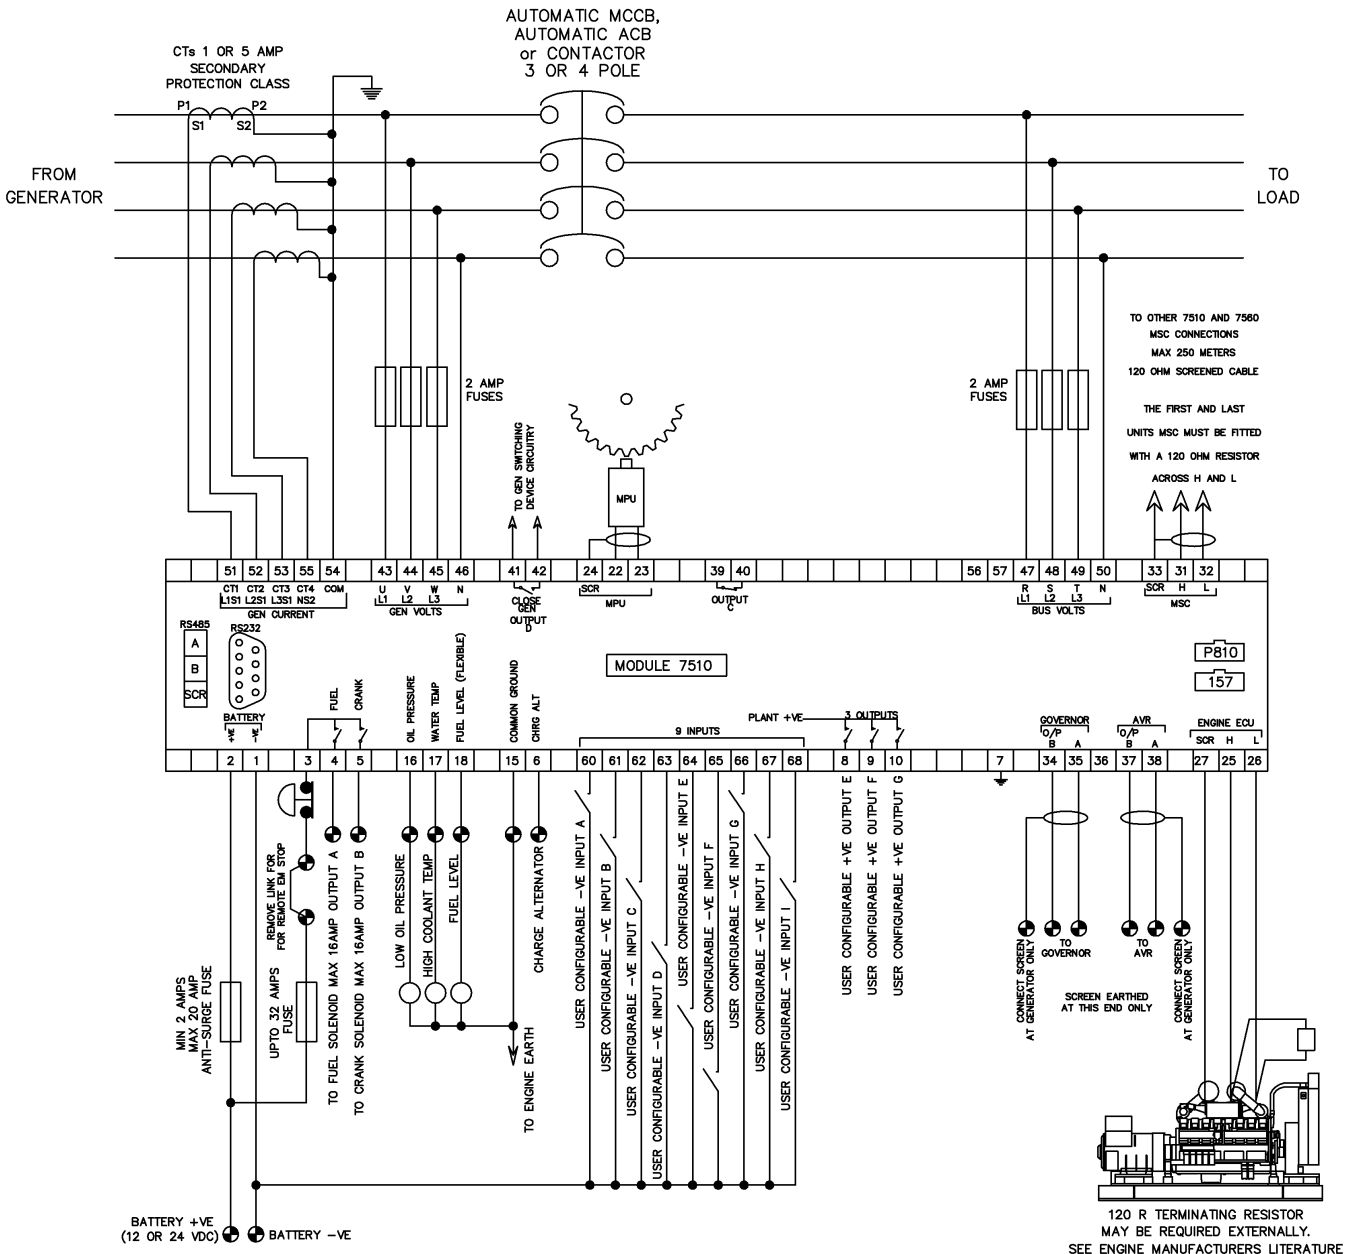 AUTOMATIC MCCB,
AUTOMATIC ACB
or CONTACTOR
3 OR 4 POLE
CTs 1 OR 5 AMP
SECONDARY
PROTECTION CLASS
P1
P2
S1
S2
FROM
GENERATOR
TO
LOAD
TO OTHER 7510 AND 7560
MSC CONNECTIONS
MAX 250 METERS
120 OHM SCREENED CABLE
THE FIRST AND LAST
UNITS MSC MUST BE FITTED
WITH A 120 OHM RESISTOR
ACROSS H AND L
2 AMP
FUSES
2 AMP
FUSES
TO GEN SWITCHING
DEVICE CIRCUITRY
MPU
51 52 53 55 54 43 44 45 46 41 42 24 22 23 39 40 56 57 47 48 49 50 33 31 32
CT1 CT2 CT3 CT4 COM
L1S1 L2S1 L3S1 NS2
GEN CURRENT
U V W N
L1 L2 L3
GEN VOLTS
CLOSE
GEN
OUTPUT
D
SCR
MPU
OUTPUT
C
R S T N
L1 L2 L3
BUS VOLTS
SCR H L
MSC
RS485
A
B
SCR
RS232
BATTERY
+VE
-VE
FUEL
CRANK
OIL PRESSURE
WATER TEMP
FUEL LEVEL (FLEXIBLE)
COMMON GROUND
CHRG ALT
MODULE 7510
P810
157
9 INPUTS
PLANT +VE
3 OUTPUTS
GOVERNOR
O/P
B A
AVR
O/P
B A
ENGINE ECU
SCR H L
2 1 3 4 5 16 17 18 15 6 60 61 62 63 64 65 66 67 68 8 9 10 7 34 35 36 37 38 27 25 26
REMOVE LINK FOR
FOR REMOTE EM STOP
MIN 2 AMPS
MAX 20 AMP
ANTI-SURGE FUSE
UPTO 32 AMPS
FUSE
TO FUEL SOLENOID MAX 16AMP OUTPUT A
TO CRANK SOLENOID MAX 16AMP OUTPUT B
LOW OIL PRESSURE
HIGH COOLANT TEMP
FUEL LEVEL
TO ENGINE EARTH
CHARGE ALTERNATOR
USER CONFIGURABLE -VE INPUT A
USER CONFIGURABLE -VE INPUT B
USER CONFIGURABLE -VE INPUT C
USER CONFIGURABLE -VE INPUT D
USER CONFIGURABLE -VE INPUT E
USER CONFIGURABLE -VE INPUT F
USER CONFIGURABLE -VE INPUT G
USER CONFIGURABLE -VE INPUT H
USER CONFIGURABLE -VE INPUT I
USER CONFIGURABLE +VE OUTPUT E
USER CONFIGURABLE +VE OUTPUT F
USER CONFIGURABLE +VE OUTPUT G
CONNECT SCREEN
AT GENERATOR ONLY
TO
GOVERNOR
TO
AVR
CONNECT SCREEN
AT GENERATOR ONLY
SCREEN EARTHED
AT THIS END ONLY
BATTERY +VE
(12 OR 24 VDC)
BATTERY -VE
120 R TERMINATING RESISTOR
MAY BE REQUIRED EXTERNALLY.
SEE ENGINE MANUFACTURERS LITERATURE